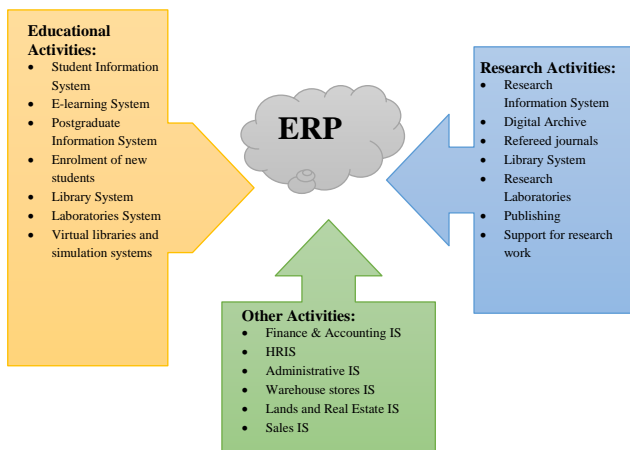 Educational
Activities:
• Student Information
System
• E-learning System
• Postgraduate
Information System
• Enrolment of new
students
• Library System
• Laboratories System
• Virtual libraries and
simulation systems
ERP
Research Activities:
• Research
Information System
• Digital Archive
• Refereed journals
• Library System
• Research
Laboratories
• Publishing
• Support for research
work
Other Activities:
• Finance & Accounting IS
• HRIS
• Administrative IS
• Warehouse stores IS
• Lands and Real Estate IS
• Sales IS